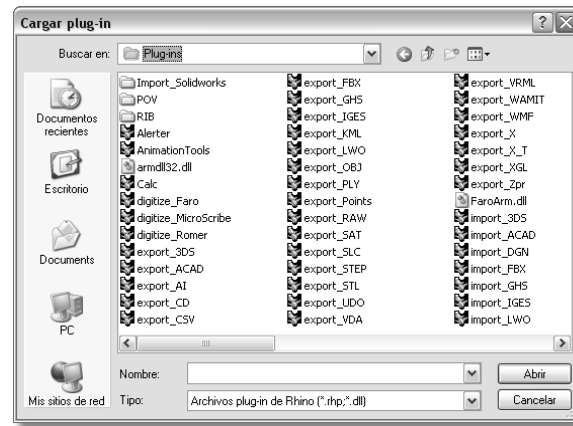 Cargar plug-in
Buscar en: Plug-ins
Documentos recientes
Escritorio
Documents
PC
Mis sitios de red
Import_Solidworks
POV
RIB
Alerter
AnimationTools
armdll32.dll
Calc
digitize_Faro
digitize_MicroScribe
digitize_Romer
export_3DS
export_ACAD
export_AI
export_CD
export_CSV
export_FBX
export_GHS
export_IGES
export_KML
export_LWO
export_OBJ
export_PLY
export_Points
export_RAW
export_SAT
export_SLC
export_STEP
export_STL
export_UDO
export_VDA
export_VRML
export_WAMIT
export_WMF
export_X
export_X_T
export_XGL
export_Zpr
FaroArm.dll
import_3DS
import_ACAD
import_DGN
import_FBX
import_GHS
import_IGES
import_LWO
Nombre:
Abrir
Tipo: Archivos plug-in de Rhino (*.rhp;*.dll)
Cancelar